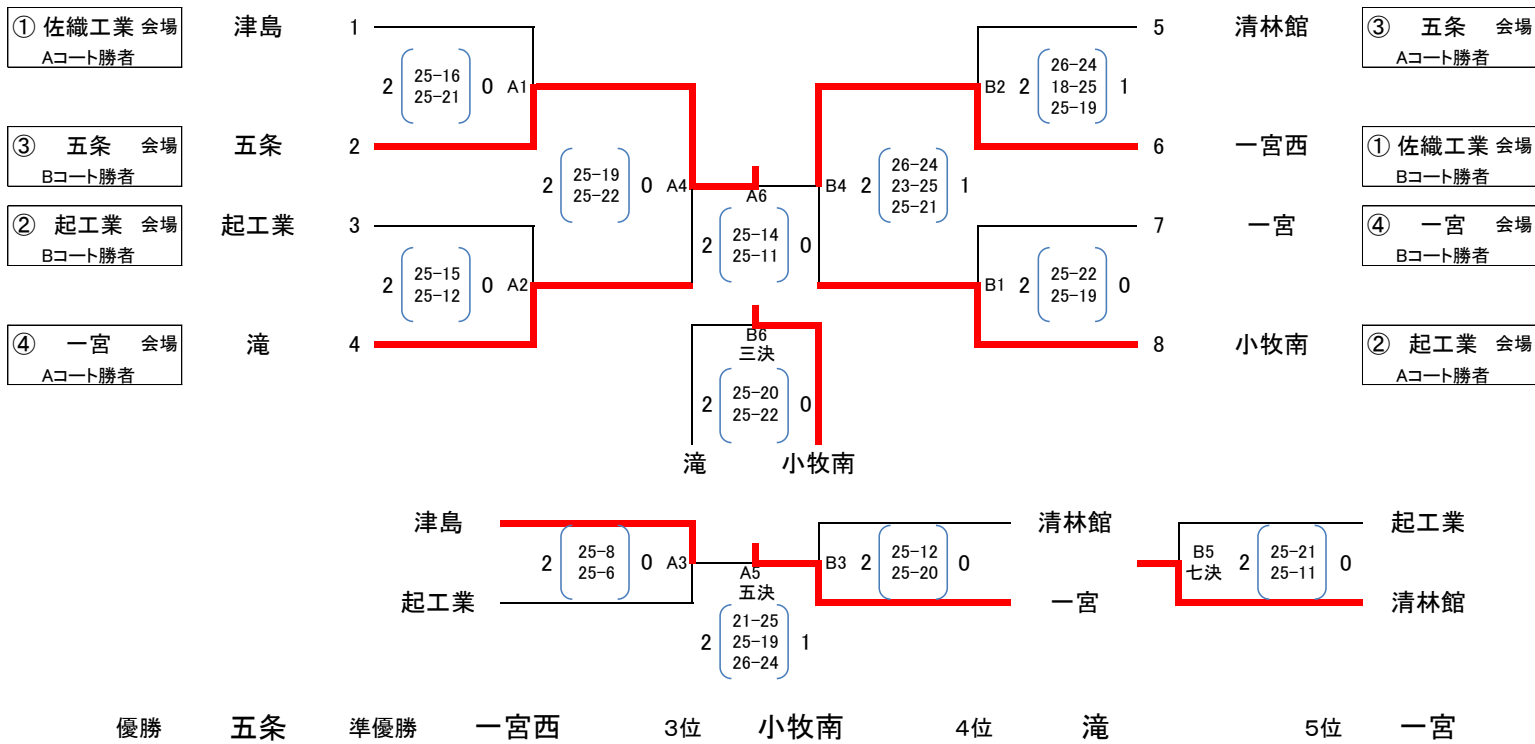 ① 佐織工業 会場 津島 1 5 清林館 ③ 五条 会場
Aコート勝者 Aコート勝者
2 25-16 0 A1 B2 2 26-24 1
25-21 18-25
25-19
③ 五条 会場 五条 2 6 一宮西 ① 佐織工業 会場
Bコート勝者 Bコート勝者
2 25-19 0 A4 A6 B4 2 26-24 1
25-22 23-25
25-21
② 起工業 会場 起工業 3 7 一宮 ④ 一宮 会場
Bコート勝者 Bコート勝者
2 25-14 0
25-11
2 25-15 0 A2 B1 2 25-22 0
25-12 25-19
④ 一宮 会場 滝 4 8 小牧南 ② 起工業 会場
Aコート勝者 Aコート勝者
B6
三決
2 25-20 0
25-22
滝 小牧南
津島 清林館 起工業
2 25-8 0 A3 A5 B3 2 25-12 0 B5 2 25-21 0
25-6 五決 25-20 七決 25-11
起工業 一宮 清林館
2 21-25 1
25-19
26-24
優勝 五条 準優勝 一宮西 3位 小牧南 4位 滝 5位 一宮